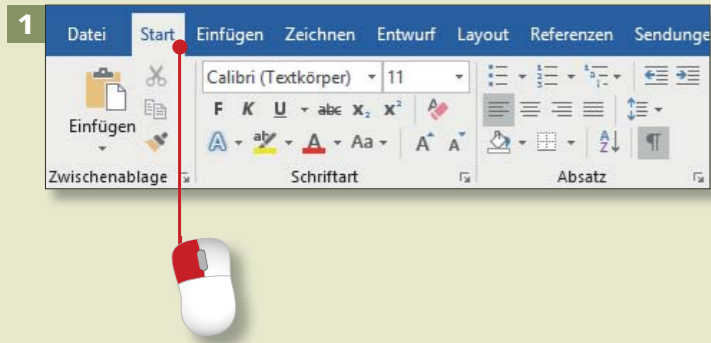 1
Datei Start Einfügen Zeichnen Entwurf Layout Referenzen Sendunge
Calibri (Textkörper) 11
F K U abc x₂ x²
Einfügen
A aby A Aa A A
Zwischenablage Schriftart Absatz